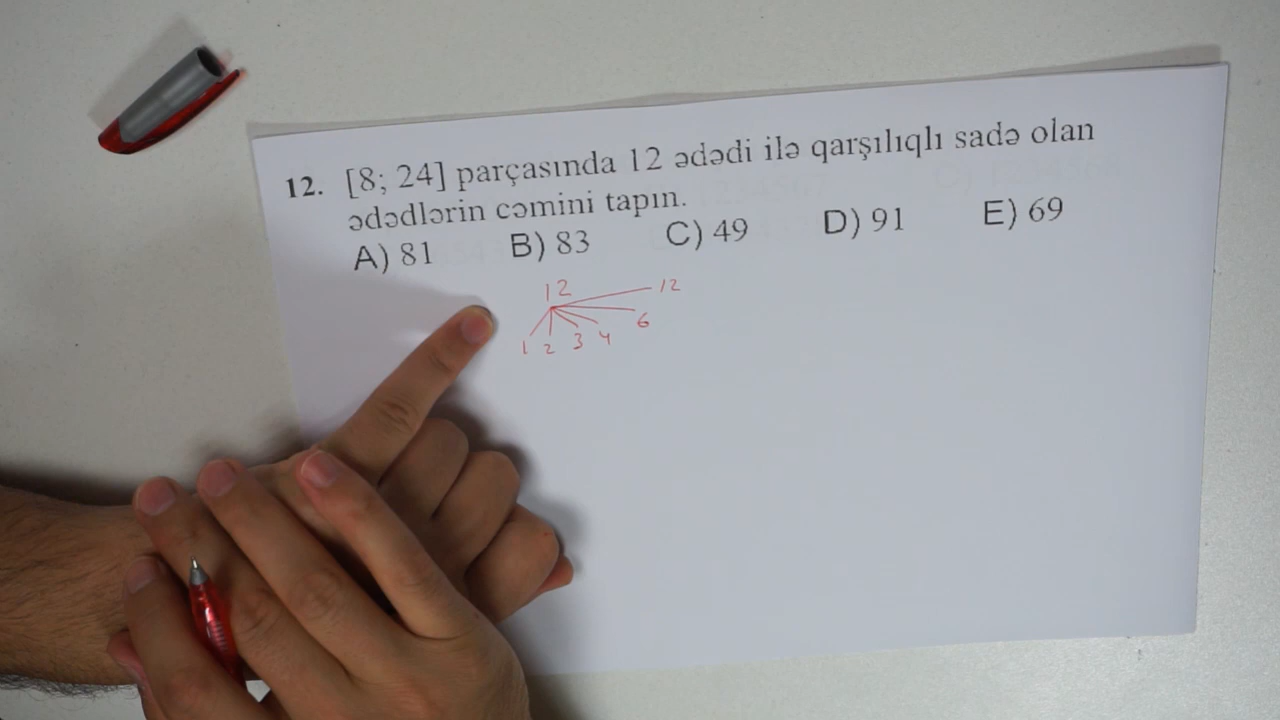 12. [8; 24] parçasında 12 ədədi ilə qarşılıqlı sadə olan
ədədlərin cəmini tapın.
A) 81 B) 83 C) 49 D) 91 E) 69
12 12
1 2 3 4 6